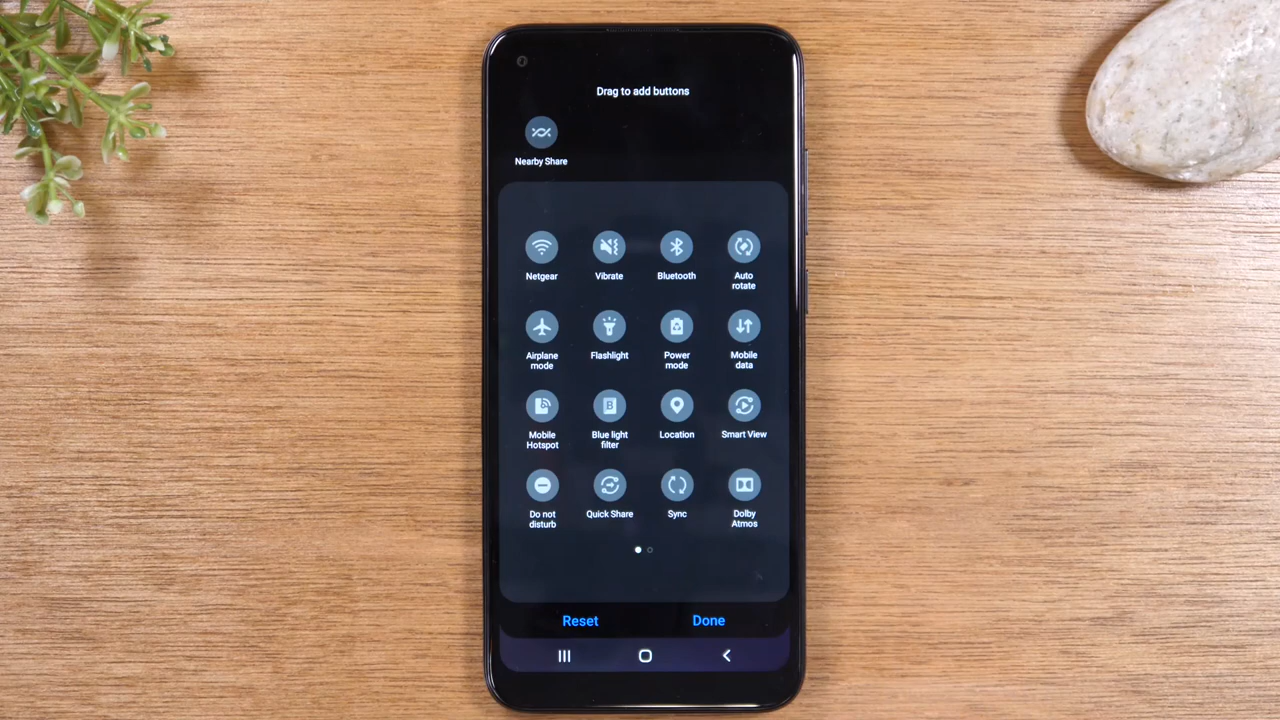 Drag to add buttons
Nearby Share
Netgear
Vibrate
Bluetooth
Auto
rotate
Airplane
mode
Flashlight
Power
mode
Mobile
data
Mobile
Hotspot
Blue light
filter
Location
Smart View
Do not
disturb
Quick Share
Sync
Dolby
Atmos
Reset
Done